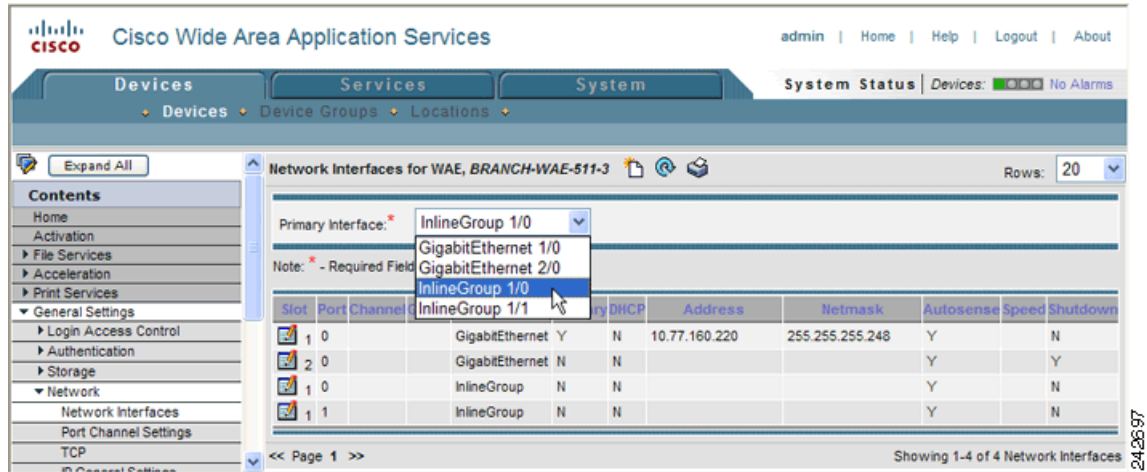 CISCO
Cisco Wide Area Application Services
admin | Home | Help | Logout | About
Devices Services System
System Status Devices: No Alarms
Devices Device Groups Locations
Expand All
Contents
Home
Activation
File Services
Acceleration
Print Services
General Settings
Login Access Control
Authentication
Storage
Network
Network Interfaces
Port Channel Settings
TCP
Network Interfaces for WAE, BRANCH-WAE-511-3
Rows: 20
Primary Interface:* InlineGroup 1/0
GigabitEthernet 1/0
GigabitEthernet 2/0
InlineGroup 1/0
InlineGroup 1/1
Note: * - Required Field
Slot Port Channel DHCP Address Netmask Autosense Speed Shutdown
1 0 GigabitEthernet Y N 10.77.160.220 255.255.255.248 Y N
2 0 GigabitEthernet N N Y Y
1 0 InlineGroup N N Y N
1 1 InlineGroup N N Y N
<< Page 1 >>
Showing 1-4 of 4 Network Interfaces
242697